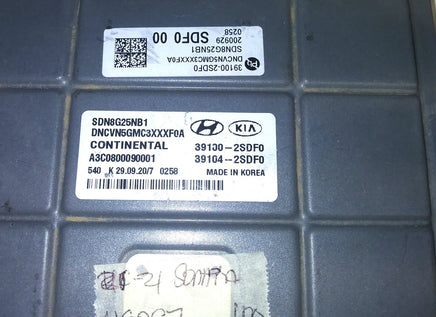 39100-2SDF0
DNCVN5GMC3XXXF0A
SDN8G25NB1
200929 SDF0 00
0258
SDN8G25NB1
DNCVN5GMC3XXXF0A
CONTINENTAL 39130-2SDF0
A3C0800090001 39104-2SDF0
540 K 29.09.20/7 0258 MADE IN KOREA
KIA
-21 SONATA